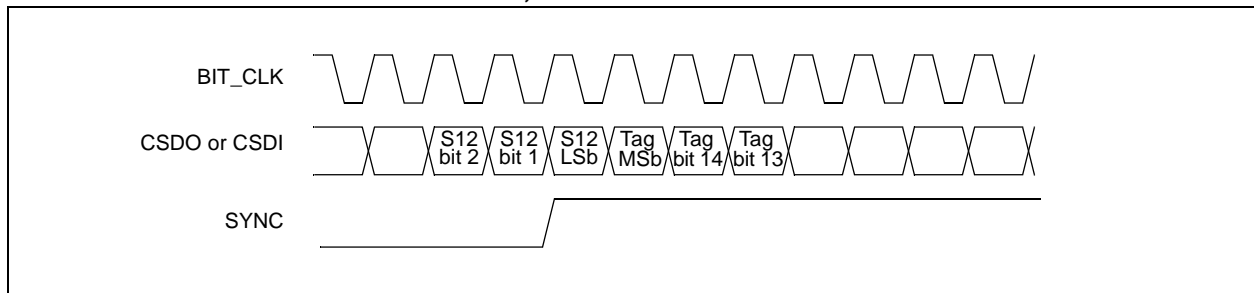 BIT_CLK
CSDO or CSDI
S12 bit 2
S12 bit 1
S12 LSb
Tag MSb
Tag bit 14
Tag bit 13
SYNC